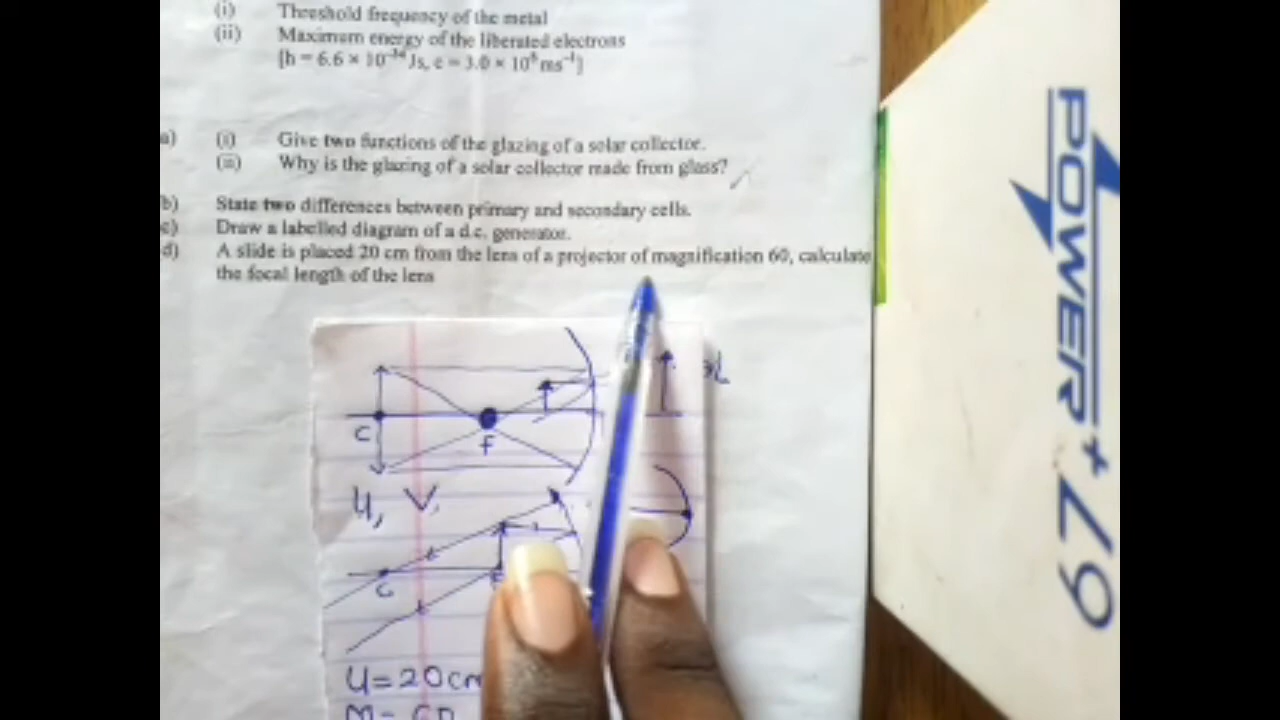 (i) Threshold frequency of the metal
(ii) Maximum energy of the liberated electrons
[h = 6.6 × 10⁻³⁴ Js, c = 3.0 × 10⁸ ms⁻¹]
a) (i) Give two functions of the glazing of a solar collector.
(ii) Why is the glazing of a solar collector made from glass?
b) State two differences between primary and secondary cells.
c) Draw a labelled diagram of a d.c. generator.
d) A slide is placed 20 cm from the lens of a projector of magnification 60, calculate
the focal length of the lens
C
F
u, v,
C
u = 20cm
M = 60
POWER+
L9